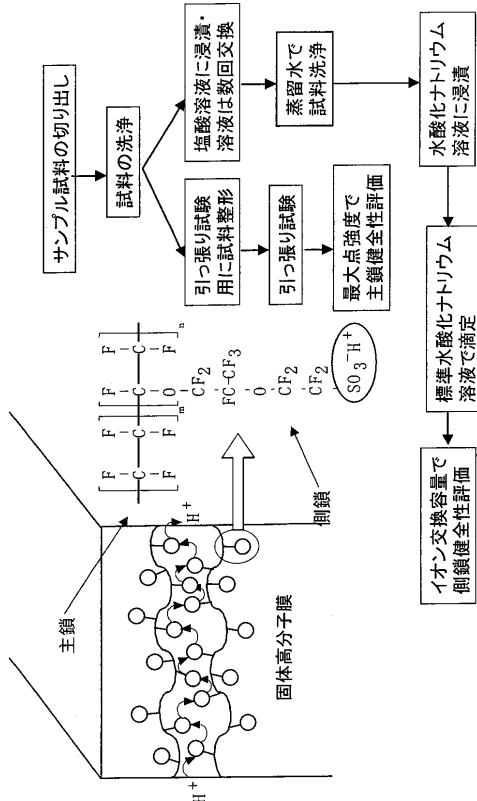 主鎖
側鎖
H⁺
H⁺
固体高分子膜
F F F F
C C C C
F F O F
m n
CF₂
FC-CF₃
O
CF₂
CF₂
SO₃⁻H⁺
サンプル試料の切り出し
試料の洗浄
引っ張り試験
用に試料整形
引っ張り試験
最大点強度で
主鎖健全性評価
塩酸溶液に浸漬・
溶液は数回交換
蒸留水で
試料洗浄
水酸化ナトリウム
溶液に浸漬
標準水酸化ナトリウム
溶液で滴定
イオン交換容量で
側鎖健全性評価